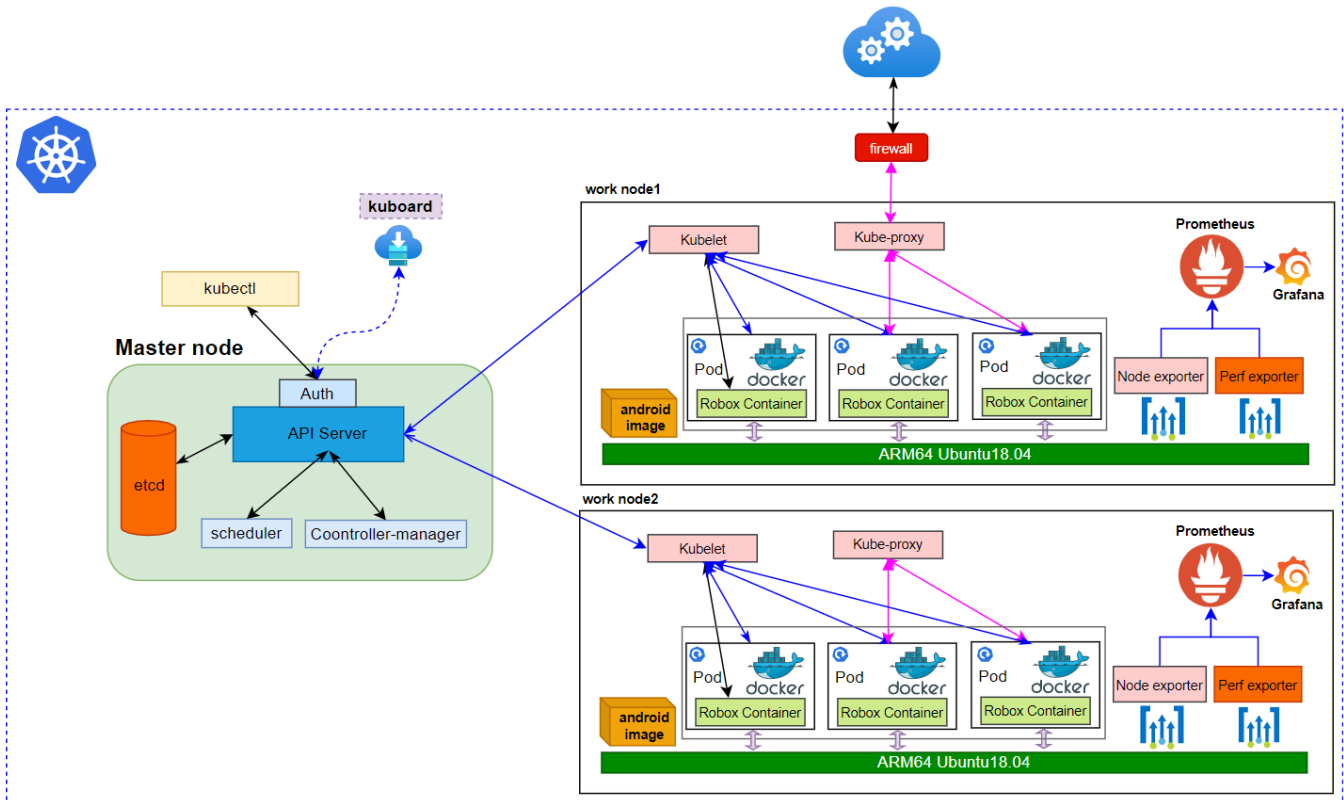 firewall
work node1
kuboard
Kubelet
Kube-proxy
Prometheus
Grafana
kubectl
Master node
Auth
API Server
etcd
scheduler
Coontroller-manager
Pod
docker
Robox Container
Pod
docker
Robox Container
Pod
docker
Robox Container
Node exporter
Perf exporter
android
image
ARM64 Ubuntu18.04
work node2
Kubelet
Kube-proxy
Prometheus
Grafana
Pod
docker
Robox Container
Pod
docker
Robox Container
Pod
docker
Robox Container
Node exporter
Perf exporter
android
image
ARM64 Ubuntu18.04